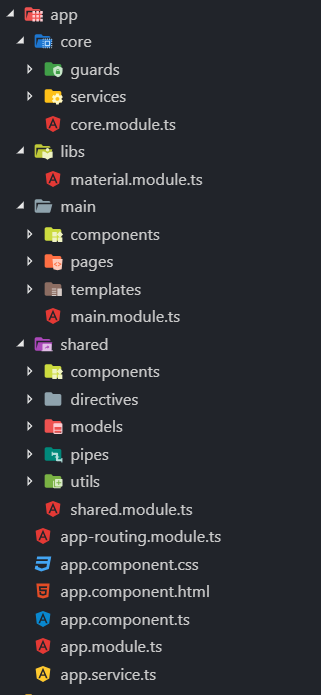 app
core
guards
services
core.module.ts
libs
material.module.ts
main
components
pages
templates
main.module.ts
shared
components
directives
models
pipes
utils
shared.module.ts
app-routing.module.ts
app.component.css
app.component.html
app.component.ts
app.module.ts
app.service.ts